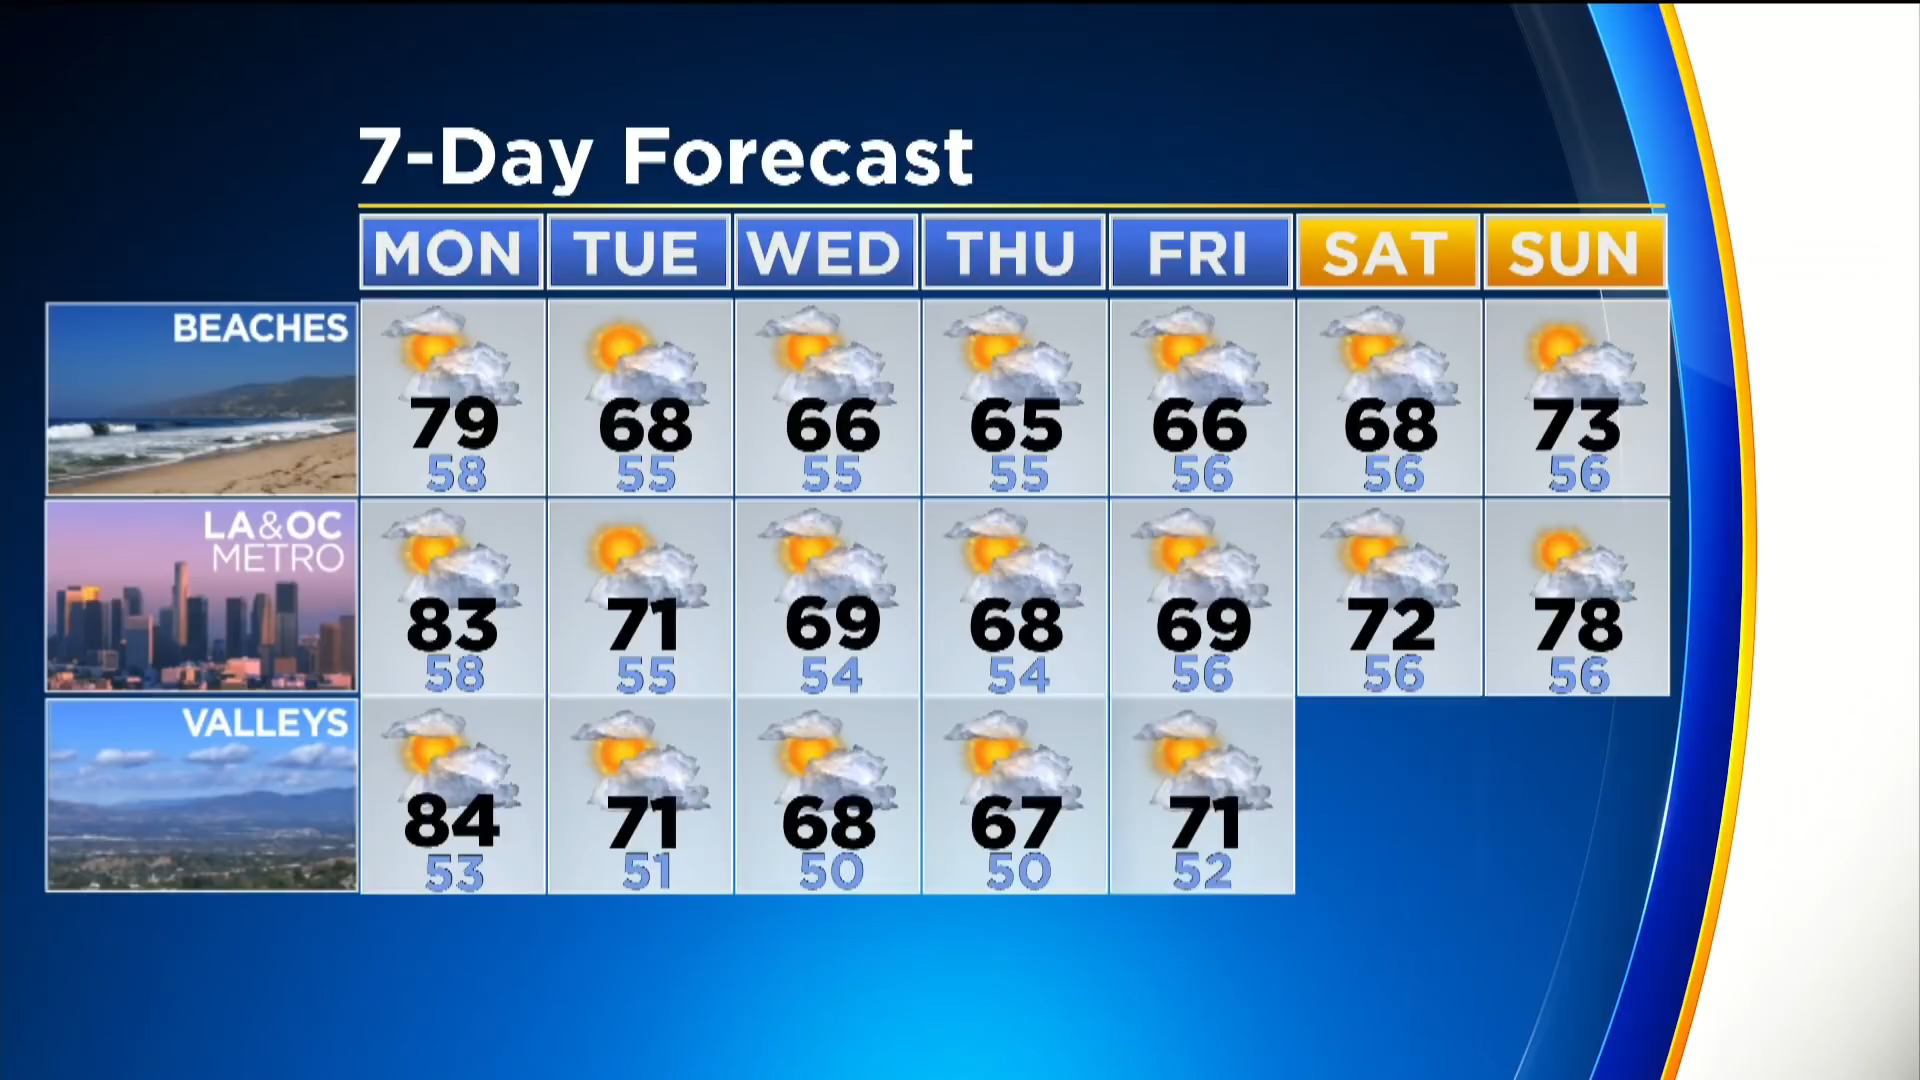 7-Day Forecast
MON TUE WED THU FRI SAT SUN
BEACHES
79 68 66 65 66 68 73
58 55 55 55 56 56 56
LA&OC
METRO
83 71 69 68 69 72 78
58 55 54 54 56 56 56
VALLEYS
84 71 68 67 71
53 51 50 50 52